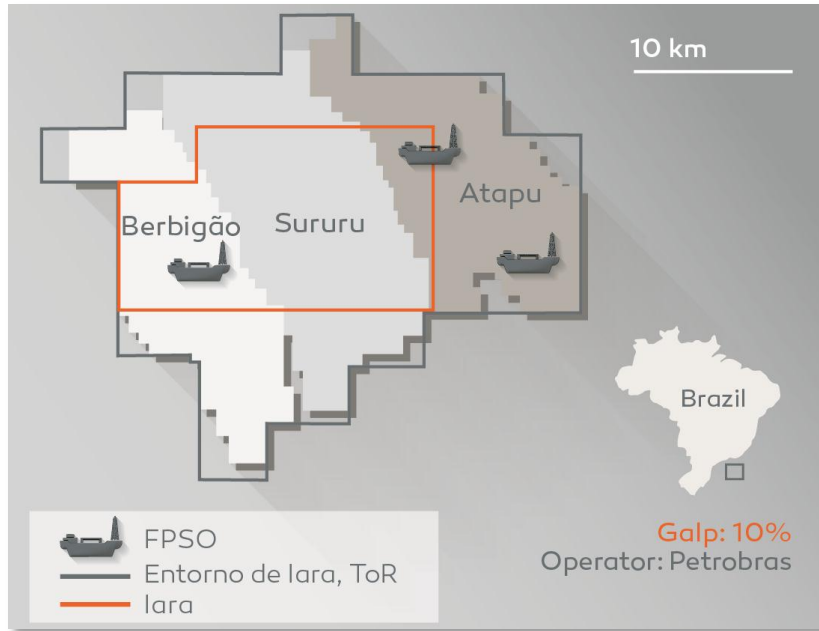 10 km
Atapu
Berbigão
Sururu
Brazil
Galp: 10%
Operator: Petrobras
FPSO
Entorno de Iara, ToR
Iara